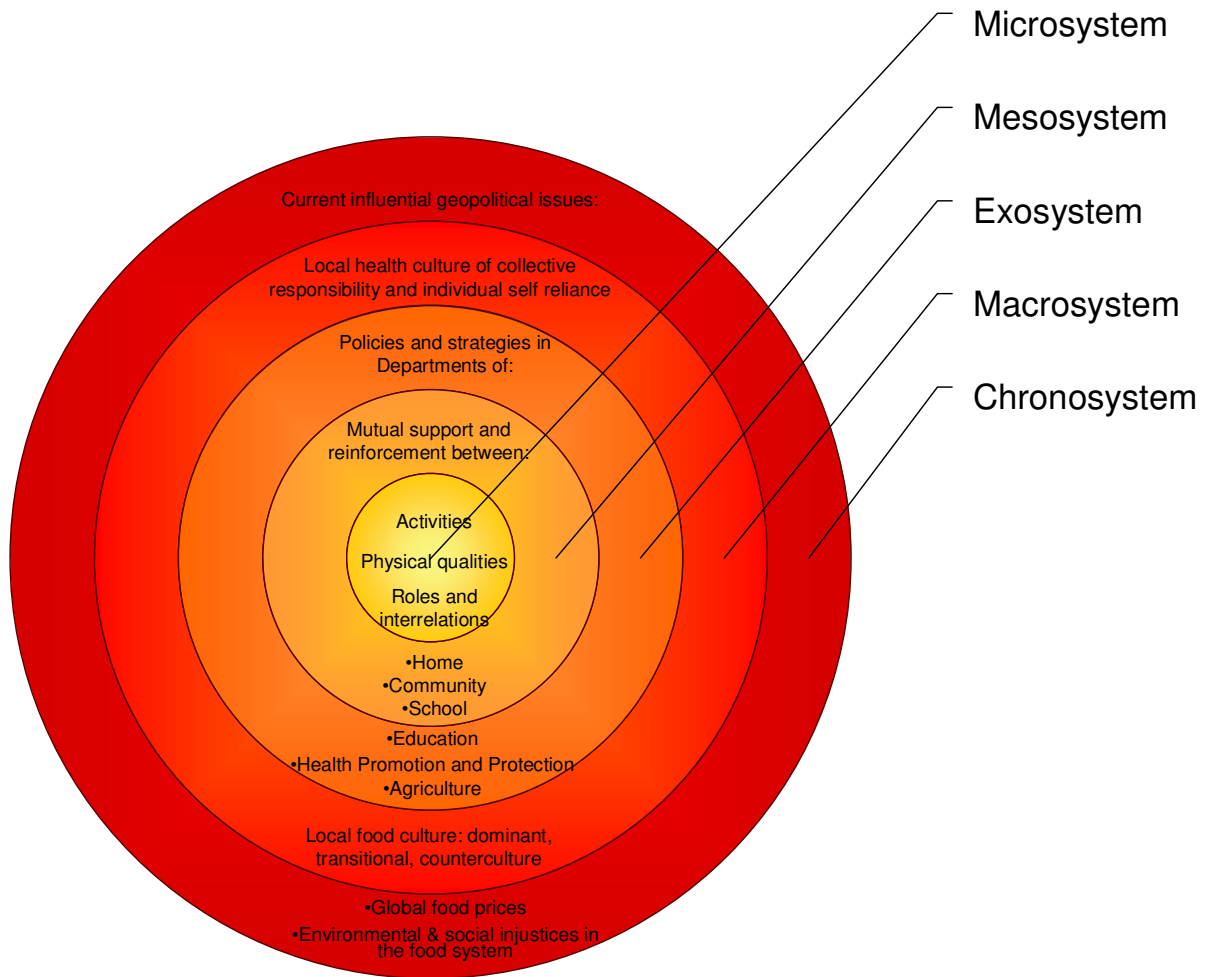 Microsystem
Mesosystem
Exosystem
Macrosystem
Chronosystem
Current influential geopolitical issues:
Local health culture of collective
responsibility and individual self reliance
Policies and strategies in
Departments of:
Mutual support and
reinforcement between:
Activities
Physical qualities
Roles and
interrelations
•Home
•Community
•School
•Education
•Health Promotion and Protection
•Agriculture
Local food culture: dominant,
transitional, counterculture
•Global food prices
•Environmental & social injustices in
the food system